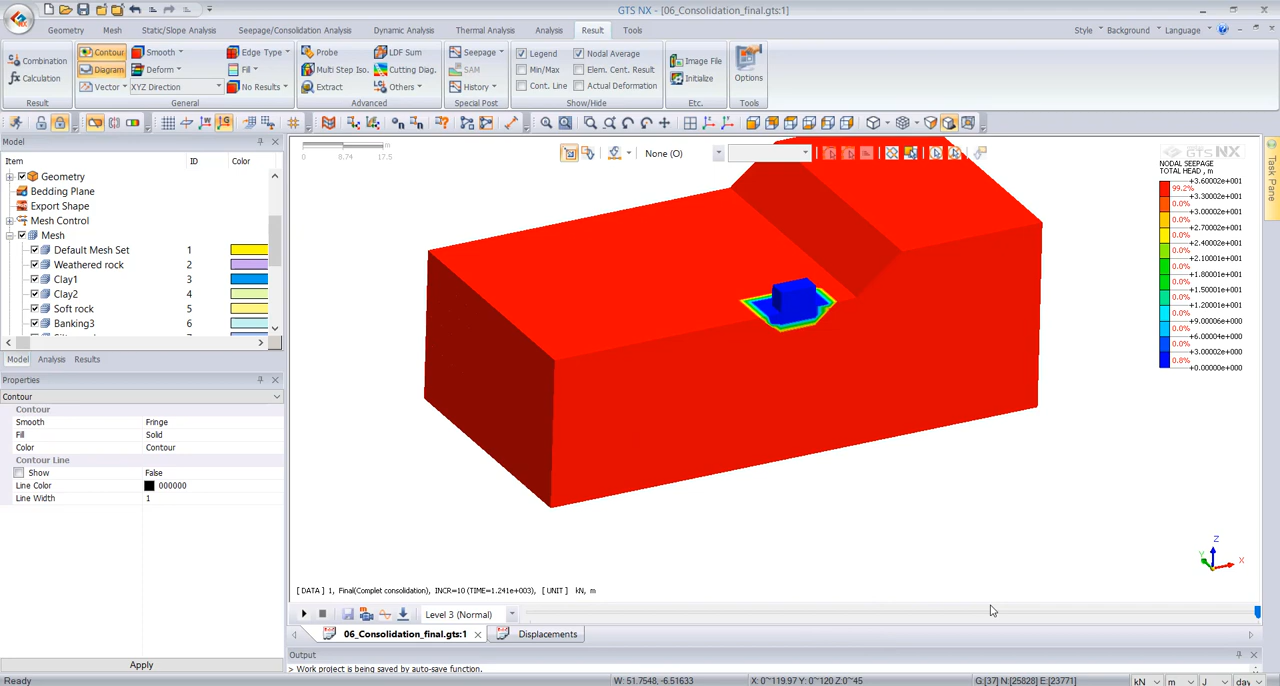 GTS NX - [06_Consolidation_final.gts:1]
Geometry Mesh Static/Slope Analysis Seepage/Consolidation Analysis Dynamic Analysis Thermal Analysis Analysis Result Tools Style Background Language
Combination Contour Smooth Edge Type Probe LDF Sum Seepage Legend Nodal Average Image File
Calculation Diagram Deform Fill Multi Step Iso. Cutting Diag. SAM Min/Max Elem. Cent. Result Initialize Options
Vector XYZ Direction No Results Extract Others History Cont. Line Actual Deformation
Result General Advanced Special Post Show/Hide Etc. Tools
Item ID Color
Geometry
Bedding Plane
Export Shape
Mesh Control
Mesh
Default Mesh Set 1
Weathered rock 2
Clay1 3
Clay2 4
Soft rock 5
Banking3 6
Model Analysis Results
Properties
Contour
Contour
Smooth Fringe
Fill Solid
Color Contour
Contour Line
Show False
Line Color 000000
Line Width 1
Apply
0 8.74 17.5 m
None (O)
GTS NX
NODAL SEEPAGE
TOTAL HEAD , m
+3.60002e+001
99.2%
+3.30002e+001
0.0%
+3.00002e+001
0.0%
+2.70002e+001
0.0%
+2.40002e+001
0.0%
+2.10001e+001
0.0%
+1.80001e+001
0.0%
+1.50001e+001
0.0%
+1.20001e+001
0.0%
+9.00006e+000
0.0%
+6.00004e+000
0.0%
+3.00002e+000
0.8%
+0.00000e+000
Task Pane
Z
Y
X
[ DATA ] 1, Final(Complet consolidation), INCR=10 (TIME=1.241e+003), [ UNIT ] kN, m
Level 3 (Normal)
06_Consolidation_final.gts:1 Displacements
Output
> Work project is being saved by auto-save function.
Ready W: 51.7548, -6.51633 X: 0~119.97 Y: 0~120 Z:0~45 G:[37] N:[25828] E:[23771] kN m J day